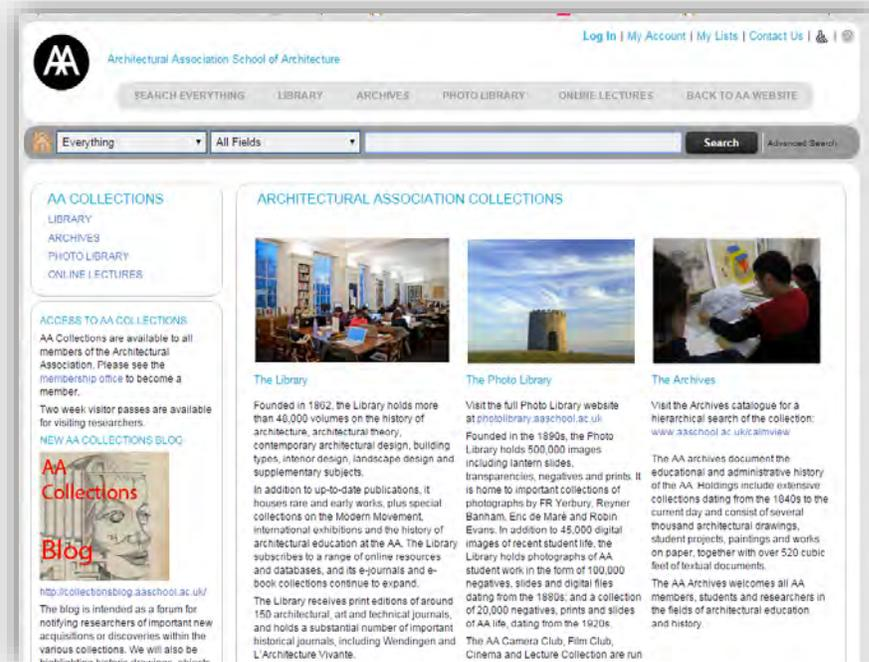 Log In | My Account | My Lists | Contact Us |
AA
Architectural Association School of Architecture
SEARCH EVERYTHING LIBRARY ARCHIVES PHOTO LIBRARY ONLINE LECTURES BACK TO AA WEBSITE
Everything All Fields Search Advanced Search
AA COLLECTIONS
LIBRARY
ARCHIVES
PHOTO LIBRARY
ONLINE LECTURES
ACCESS TO AA COLLECTIONS
AA Collections are available to all
members of the Architectural
Association. Please see the
membership office to become a
member.
Two week visitor passes are available
for visiting researchers.
NEW AA COLLECTIONS BLOG
AA
Collections
Blog
http://collectionsblog.aaschool.ac.uk/
The blog is intended as a forum for
notifying researchers of important new
acquisitions or discoveries within the
various collections. We will also be
highlighting historic drawings, objects
ARCHITECTURAL ASSOCIATION COLLECTIONS
The Library
Founded in 1862, the Library holds more
than 48,000 volumes on the history of
architecture, architectural theory,
contemporary architectural design, building
types, interior design, landscape design and
supplementary subjects.
In addition to up-to-date publications, it
houses rare and early works, plus special
collections on the Modern Movement,
international exhibitions and the history of
architectural education at the AA. The Library
subscribes to a range of online resources
and databases, and its e-journals and e-
book collections continue to expand.
The Library receives print editions of around
150 architectural, art and technical journals,
and holds a substantial number of important
historical journals, including Wendingen and
L'Architecture Vivante.
The Photo Library
Visit the full Photo Library website
at photolibrary.aaschool.ac.uk
Founded in the 1890s, the Photo
Library holds 500,000 images
including lantern slides,
transparencies, negatives and prints. It
is home to important collections of
photographs by FR Yerbury, Reyner
Banham, Eric de Maré and Robin
Evans. In addition to 45,000 digital
images of recent student life, the
Library holds photographs of AA
student work in the form of 100,000
negatives, slides and digital files
dating from the 1880s; and a collection
of 20,000 negatives, prints and slides
of AA life, dating from the 1920s.
The AA Camera Club, Film Club,
Cinema and Lecture Collection are run
The Archives
Visit the Archives catalogue for a
hierarchical search of the collection:
www.aaschool.ac.uk/calmview
The AA archives document the
educational and administrative history
of the AA. Holdings include extensive
collections dating from the 1840s to the
current day and consist of several
thousand architectural drawings,
student projects, paintings and works
on paper, together with over 520 cubic
feet of textual documents.
The AA Archives welcomes all AA
members, students and researchers in
the fields of architectural education
and history.